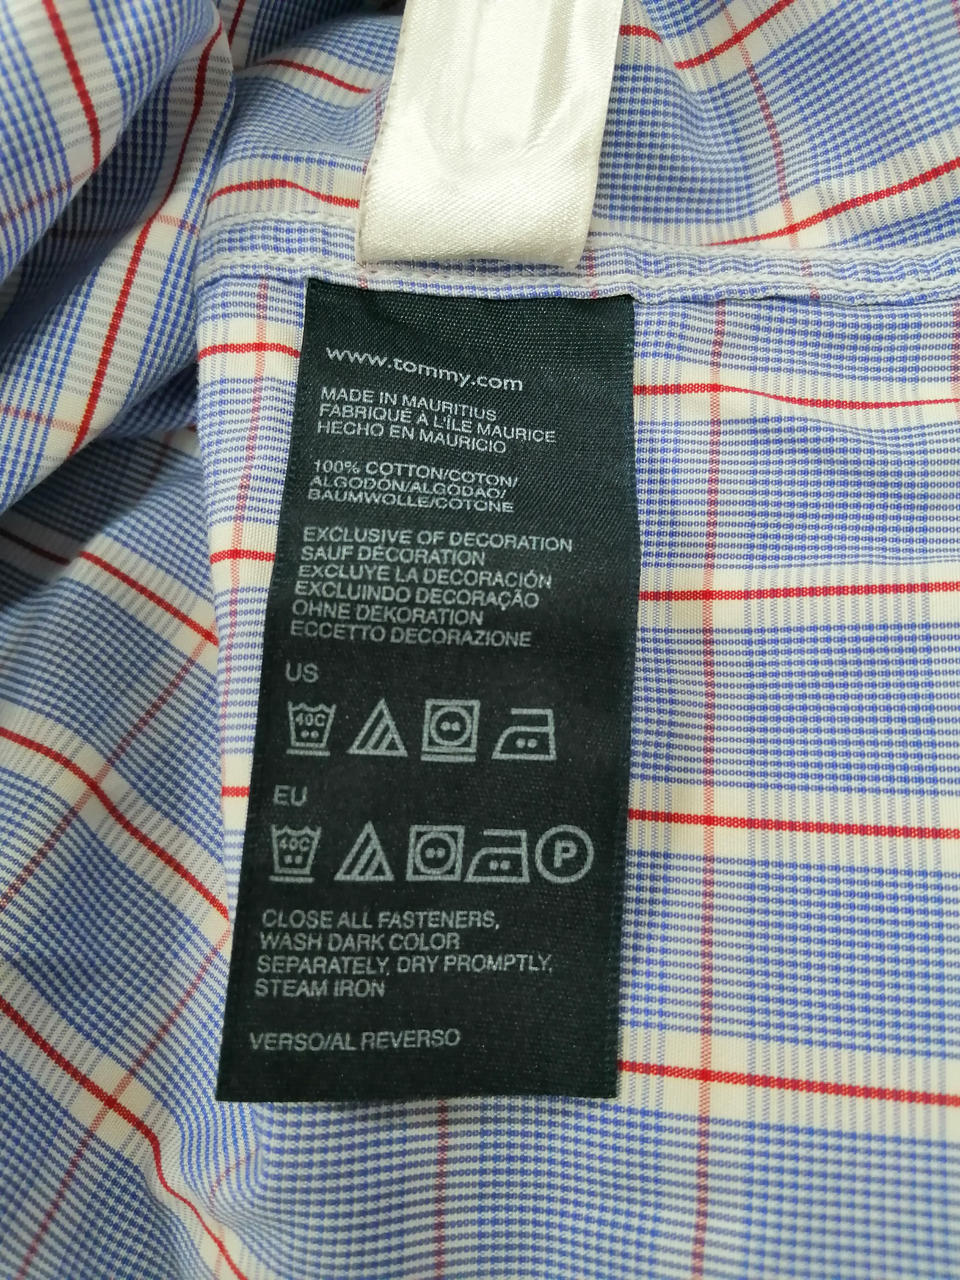 www.tommy.com
MADE IN MAURITIUS
FABRIQUÉ A L'ÎLE MAURICE
HECHO EN MAURICIO
100% COTTON/COTON/
ALGODÓN/ALGODÃO/
BAUMWOLLE/COTONE
EXCLUSIVE OF DECORATION
SAUF DÉCORATION
EXCLUYE LA DECORACIÓN
EXCLUINDO DECORAÇÃO
OHNE DEKORATION
ECCETTO DECORAZIONE
US
40C
EU
40C P
CLOSE ALL FASTENERS,
WASH DARK COLOR
SEPARATELY, DRY PROMPTLY,
STEAM IRON
VERSO/AL REVERSO